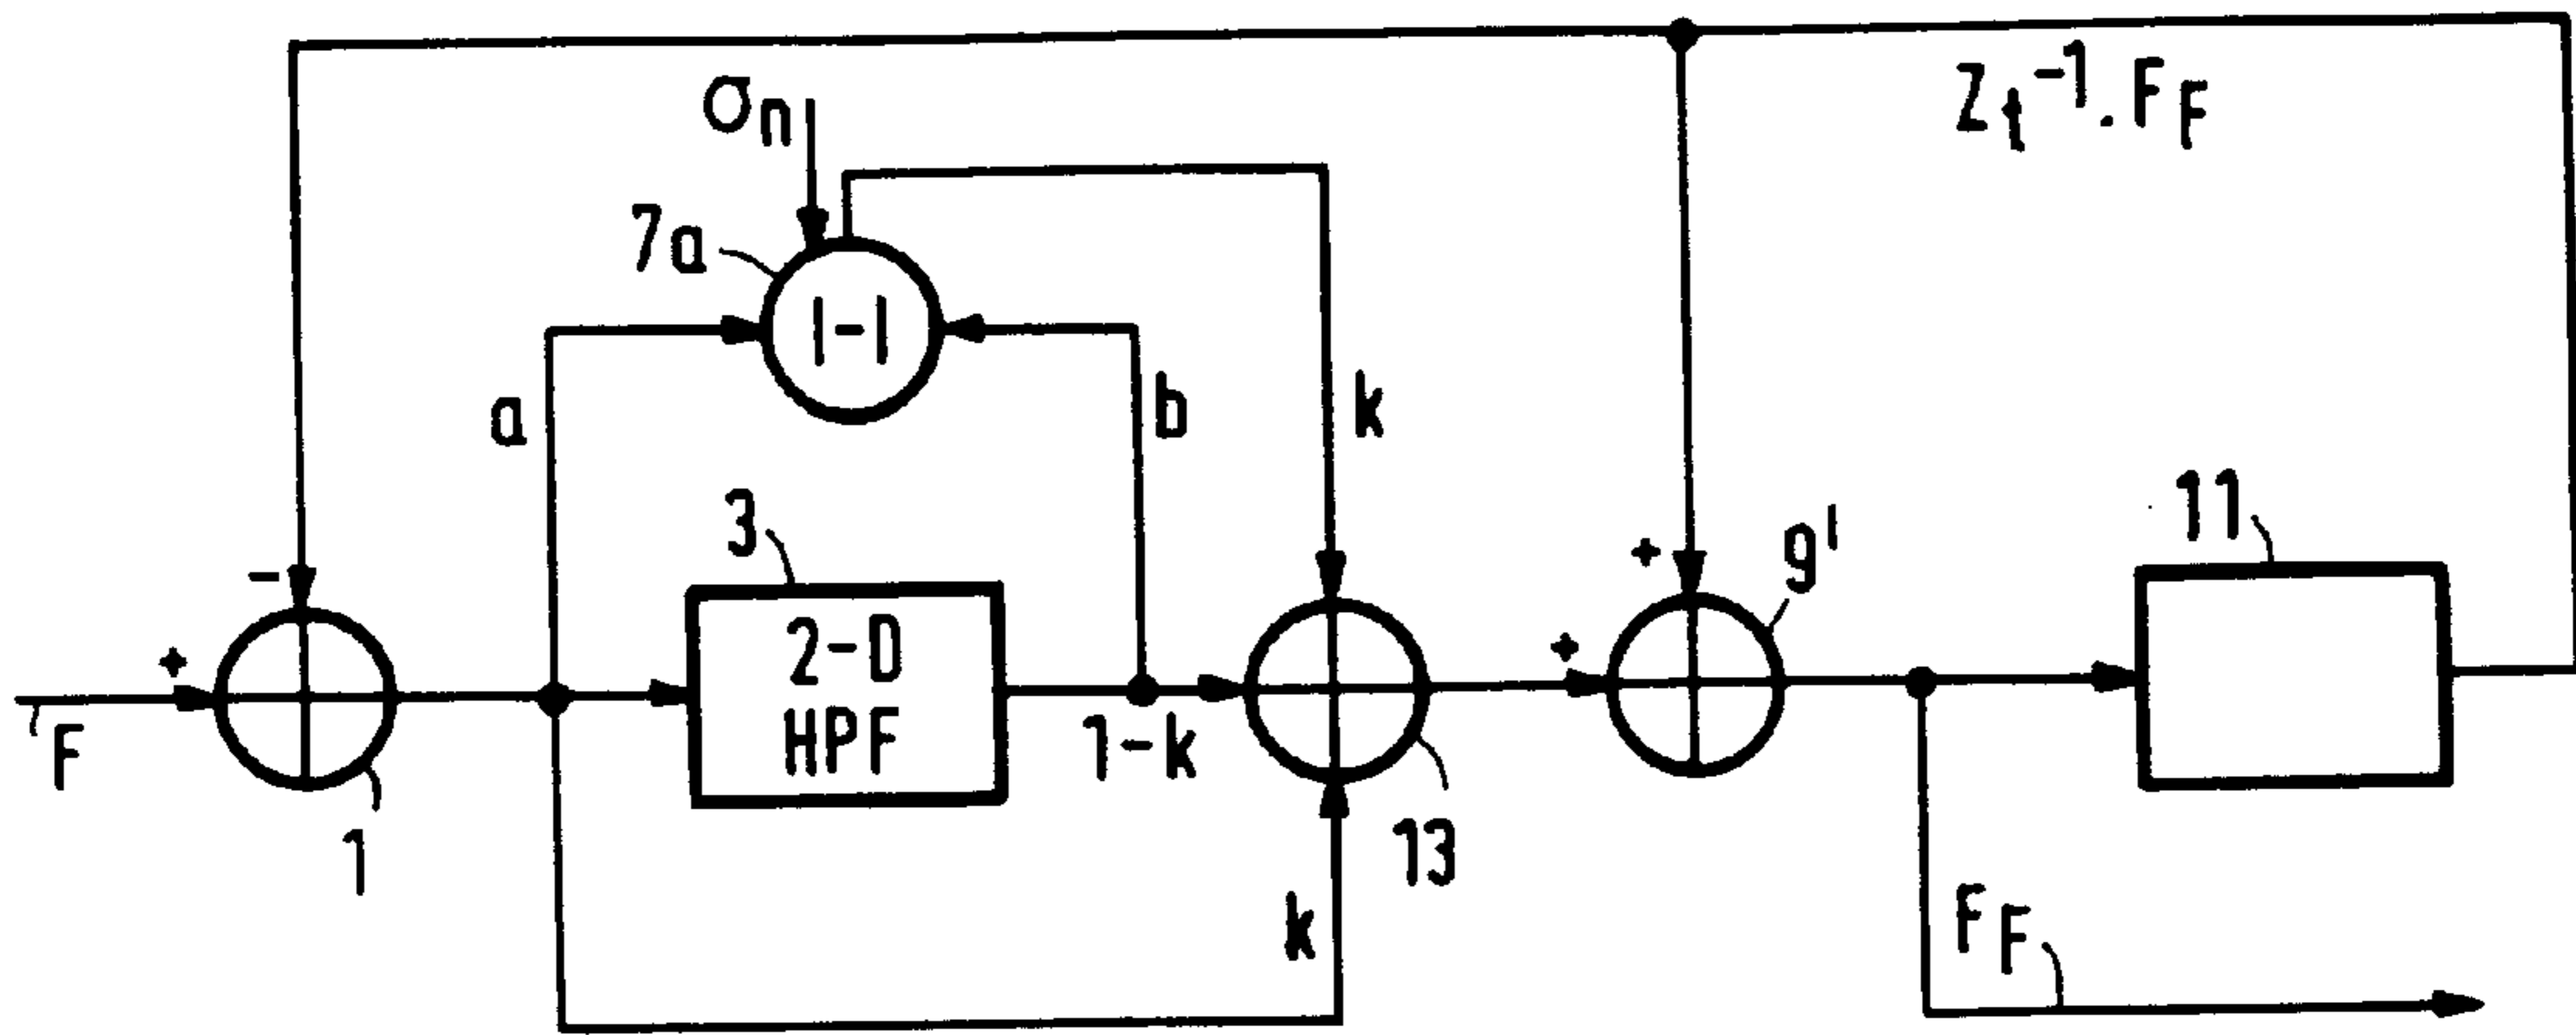 Z t -1 . F F
σn
7a
|-|
a
b
k
3
11
9'
-
+
+
+
2-D
HPF
1-k
F
1
13
k
F F